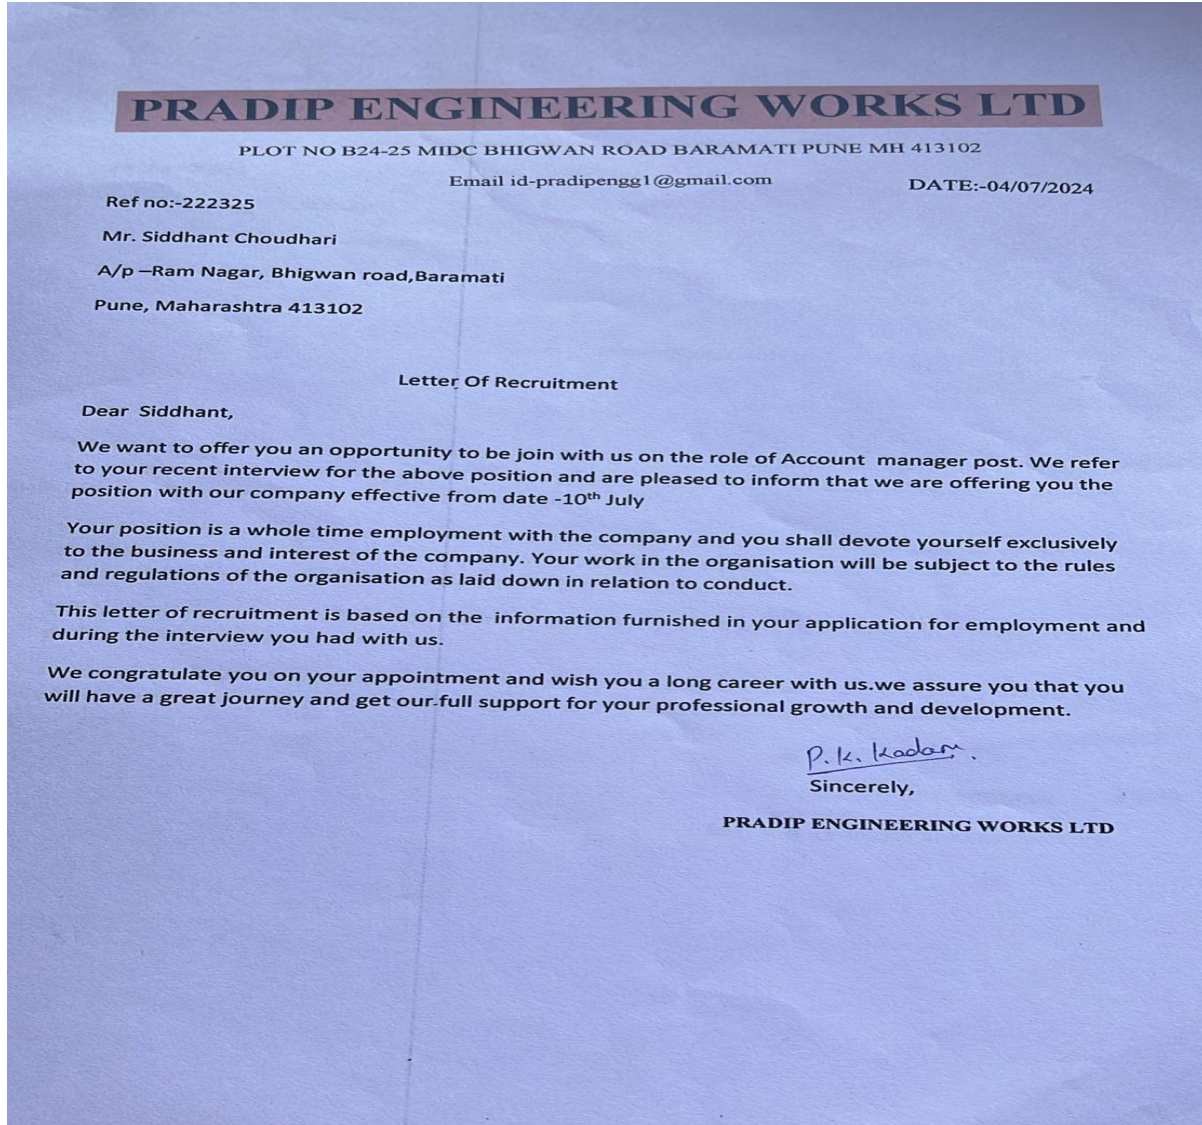 PRADIP ENGINEERING WORKS LTD
PLOT NO B24-25 MIDC BHIGWAN ROAD BARAMATI PUNE MH 413102
Email id-pradipengg1@gmail.com
DATE:-04/07/2024
Ref no:-222325
Mr. Siddhant Choudhari
A/p –Ram Nagar, Bhigwan road,Baramati
Pune, Maharashtra 413102
Letter Of Recruitment
Dear Siddhant,
We want to offer you an opportunity to be join with us on the role of Account manager post. We refer
to your recent interview for the above position and are pleased to inform that we are offering you the
position with our company effective from date -10th July
Your position is a whole time employment with the company and you shall devote yourself exclusively
to the business and interest of the company. Your work in the organisation will be subject to the rules
and regulations of the organisation as laid down in relation to conduct.
This letter of recruitment is based on the information furnished in your application for employment and
during the interview you had with us.
We congratulate you on your appointment and wish you a long career with us.we assure you that you
will have a great journey and get our full support for your professional growth and development.
P. K. Kadam.
Sincerely,
PRADIP ENGINEERING WORKS LTD